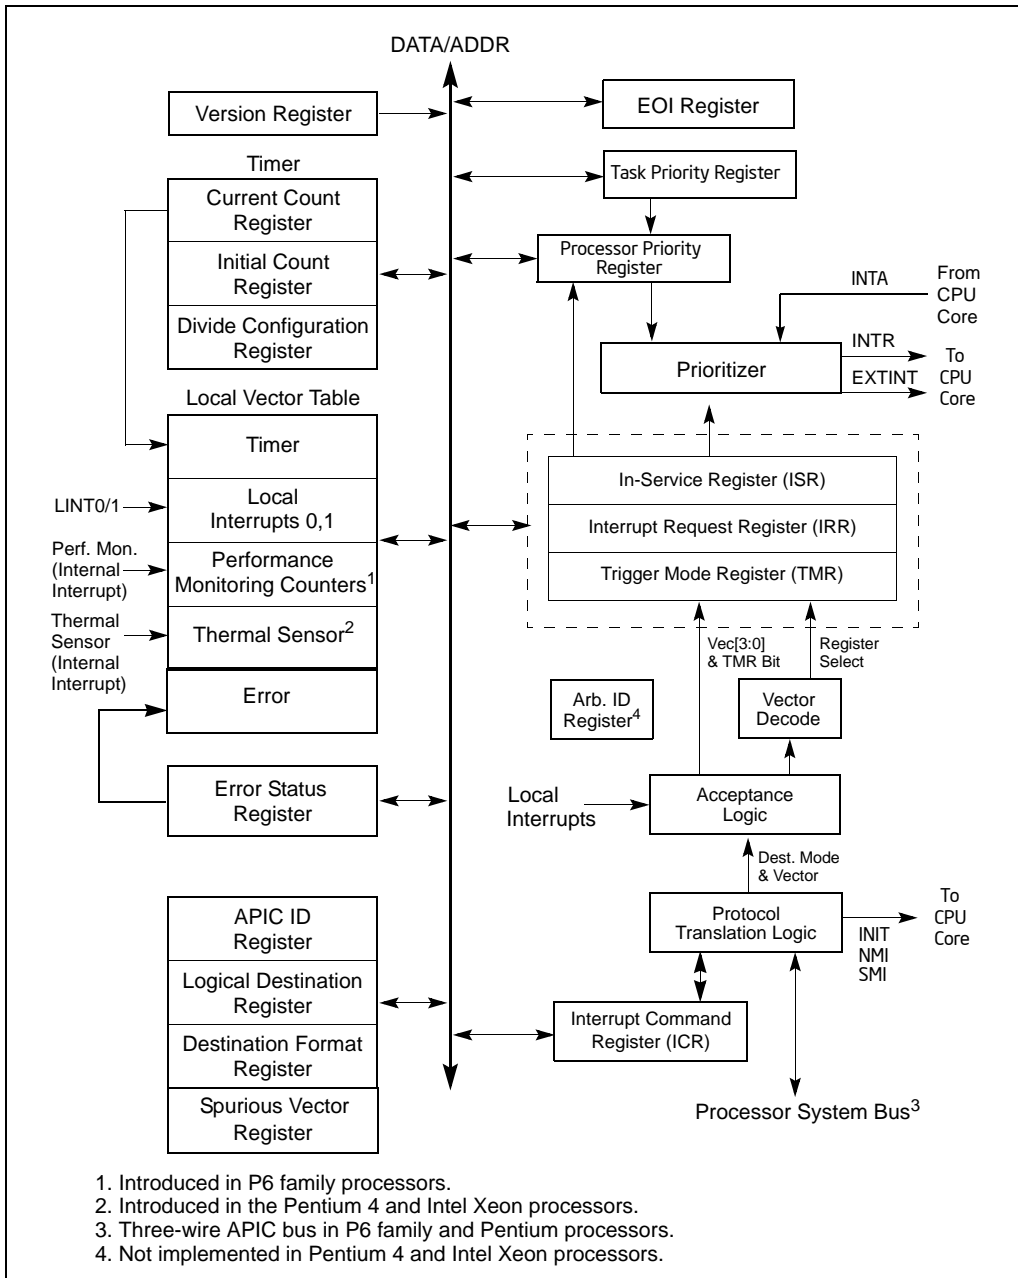 DATA/ADDR
Version Register
EOI Register
Timer
Current Count
Register
Initial Count
Register
Divide Configuration
Register
Task Priority Register
Processor Priority
Register
INTA
From
CPU
Core
Prioritizer
INTR
EXTINT
To
CPU
Core
Local Vector Table
Timer
Local
Interrupts 0,1
Performance
Monitoring Counters1
Thermal Sensor2
Error
LINT0/1
Perf. Mon.
(Internal
Interrupt)
Thermal
Sensor
(Internal
Interrupt)
In-Service Register (ISR)
Interrupt Request Register (IRR)
Trigger Mode Register (TMR)
Vec[3:0]
& TMR Bit
Register
Select
Arb. ID
Register4
Vector
Decode
Error Status
Register
Local
Interrupts
Acceptance
Logic
Dest. Mode
& Vector
Protocol
Translation Logic
To
CPU
Core
INIT
NMI
SMI
APIC ID
Register
Logical Destination
Register
Destination Format
Register
Spurious Vector
Register
Interrupt Command
Register (ICR)
Processor System Bus3
1. Introduced in P6 family processors.
2. Introduced in the Pentium 4 and Intel Xeon processors.
3. Three-wire APIC bus in P6 family and Pentium processors.
4. Not implemented in Pentium 4 and Intel Xeon processors.